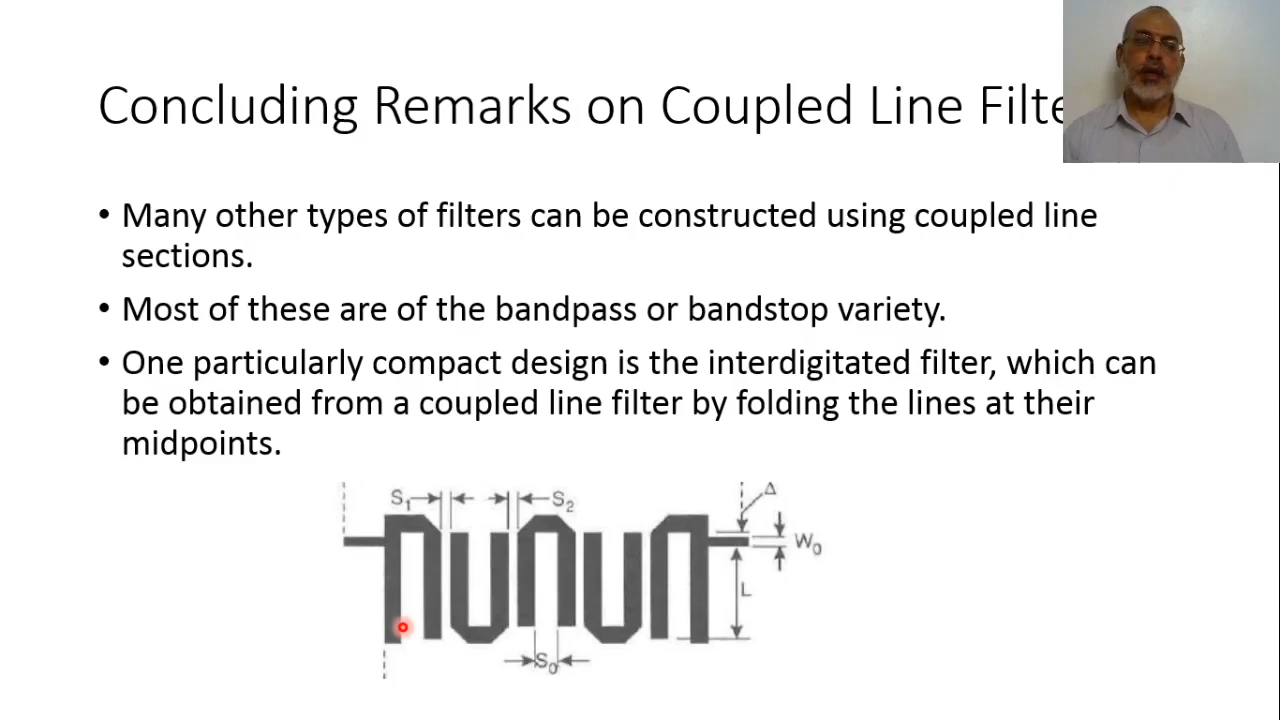 Concluding Remarks on Coupled Line Filte
• Many other types of filters can be constructed using coupled line
sections.
• Most of these are of the bandpass or bandstop variety.
• One particularly compact design is the interdigitated filter, which can
be obtained from a coupled line filter by folding the lines at their
midpoints.
S₁ S₂ Δ
W₀
L
S₀